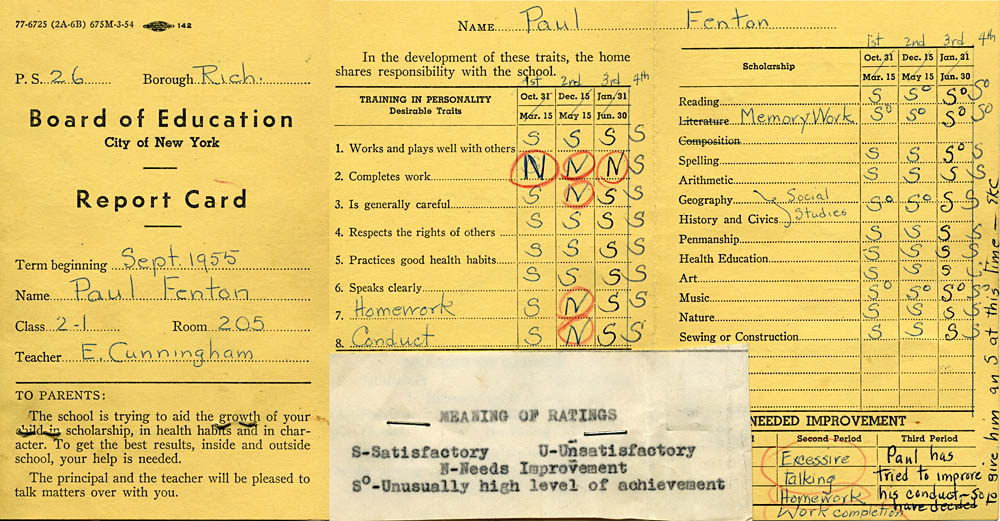 77-6725 (2A-6B) 675M-3-54 142
P. S. 26 Borough Rich.
Board of Education
City of New York
Report Card
Term beginning Sept. 1955
Name Paul Fenton
Class 2-1 Room 205
Teacher E. Cunningham
TO PARENTS:
The school is trying to aid the growth of your
child in scholarship, in health habits and in char-
acter. To get the best results, inside and outside
school, your help is needed.
The principal and the teacher will be pleased to
talk matters over with you.
NAME Paul Fenton
In the development of these traits, the home
shares responsibility with the school.
1st 2nd 3rd 4th
TRAINING IN PERSONALITY Oct. 31 Dec. 15 Jan. 31
Desirable Traits Mar. 15 May 15 Jun. 30
1. Works and plays well with others S S S S
2. Completes work N N N S
3. Is generally careful S N S S
4. Respects the rights of others S S S S
5. Practices good health habits S S S S
6. Speaks clearly S S S S
7. Homework S N S S
8. Conduct S N S S
MEANING OF RATINGS
S-Satisfactory U-Unsatisfactory
N-Needs Improvement
S°-Unusually high level of achievement
1st 2nd 3rd 4th
Scholarship Oct. 31 Dec. 15 Jan. 31
Mar. 15 May 15 Jun. 30
Reading S S° S° S°
Literature Memory Work S° S° S° S°
Composition
Spelling S S S° S
Arithmetic S S S S
Geography Social S° S° S° S
History and Civics Studies
Penmanship S S S S
Health Education S S S S
Art S S S
Music S° S° S° S°
Nature S S S S
Sewing or Construction S S S S
NEEDED IMPROVEMENT
Second Period Third Period
Excessive
talking
Homework
Work completion
Paul has
tried to improve
his conduct - so
I have decided
to give him an S at this time - EKC